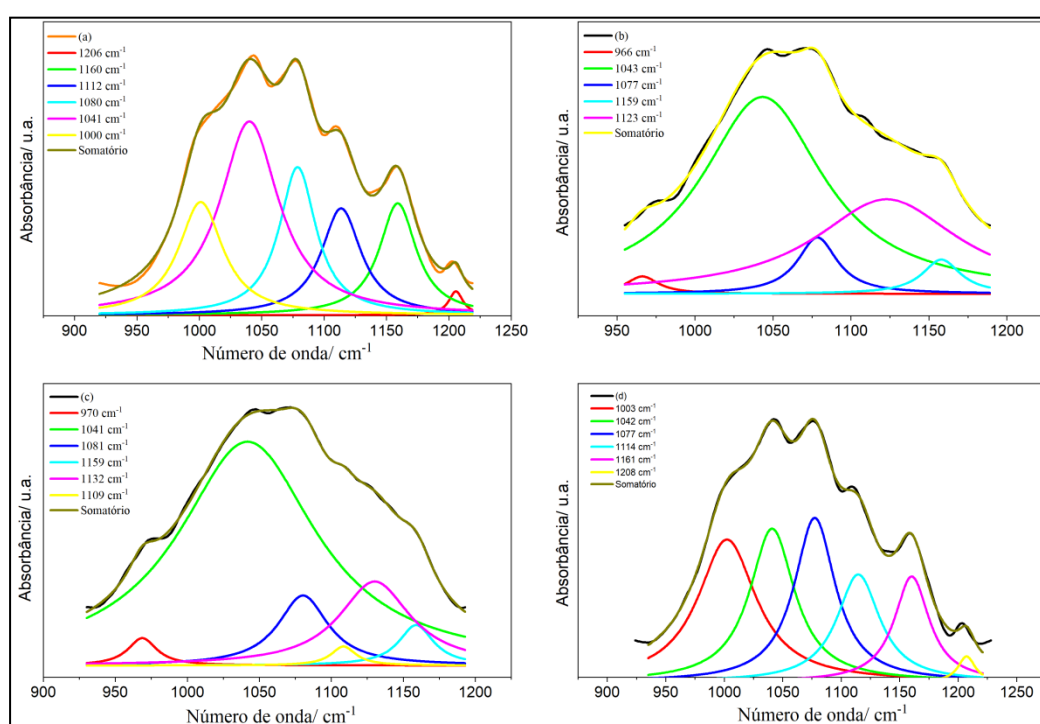 (a)
1206 cm⁻¹
1160 cm⁻¹
1112 cm⁻¹
1080 cm⁻¹
1041 cm⁻¹
1000 cm⁻¹
Somatório
Absorbância/ u.a.
900 950 1000 1050 1100 1150 1200 1250
Número de onda/ cm⁻¹
(b)
966 cm⁻¹
1043 cm⁻¹
1077 cm⁻¹
1159 cm⁻¹
1123 cm⁻¹
Somatório
Absorbância/ u.a.
950 1000 1050 1100 1150 1200
Número de onda/ cm⁻¹
(c)
970 cm⁻¹
1041 cm⁻¹
1081 cm⁻¹
1159 cm⁻¹
1132 cm⁻¹
1109 cm⁻¹
Somatório
Absorbância/ u.a.
900 950 1000 1050 1100 1150 1200
Número de onda/ cm⁻¹
(d)
1003 cm⁻¹
1042 cm⁻¹
1077 cm⁻¹
1114 cm⁻¹
1161 cm⁻¹
1208 cm⁻¹
Somatório
Absorbância/ u.a.
900 950 1000 1050 1100 1150 1200 1250
Número de onda/ cm⁻¹